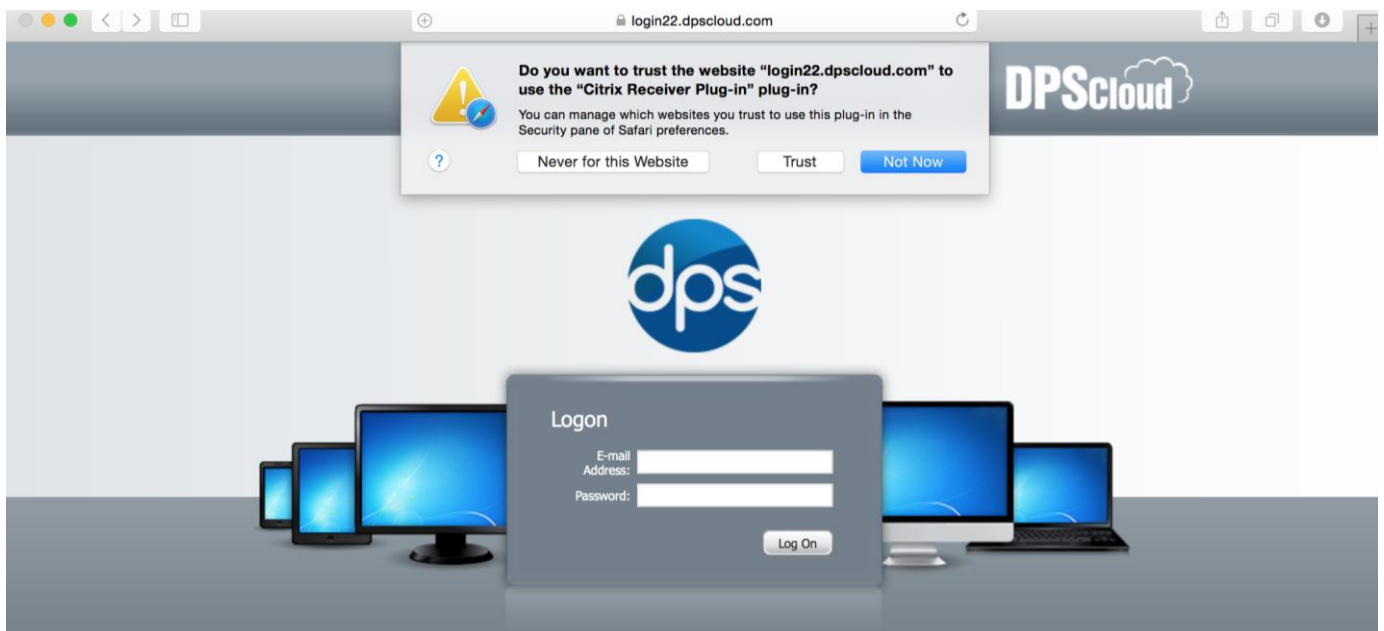 login22.dpscloud.com
Do you want to trust the website “login22.dpscloud.com” to
use the “Citrix Receiver Plug-in” plug-in?
You can manage which websites you trust to use this plug-in in the
Security pane of Safari preferences.
?
Never for this Website
Trust
Not Now
DPScloud
dps
Logon
E-mail
Address:
Password:
Log On